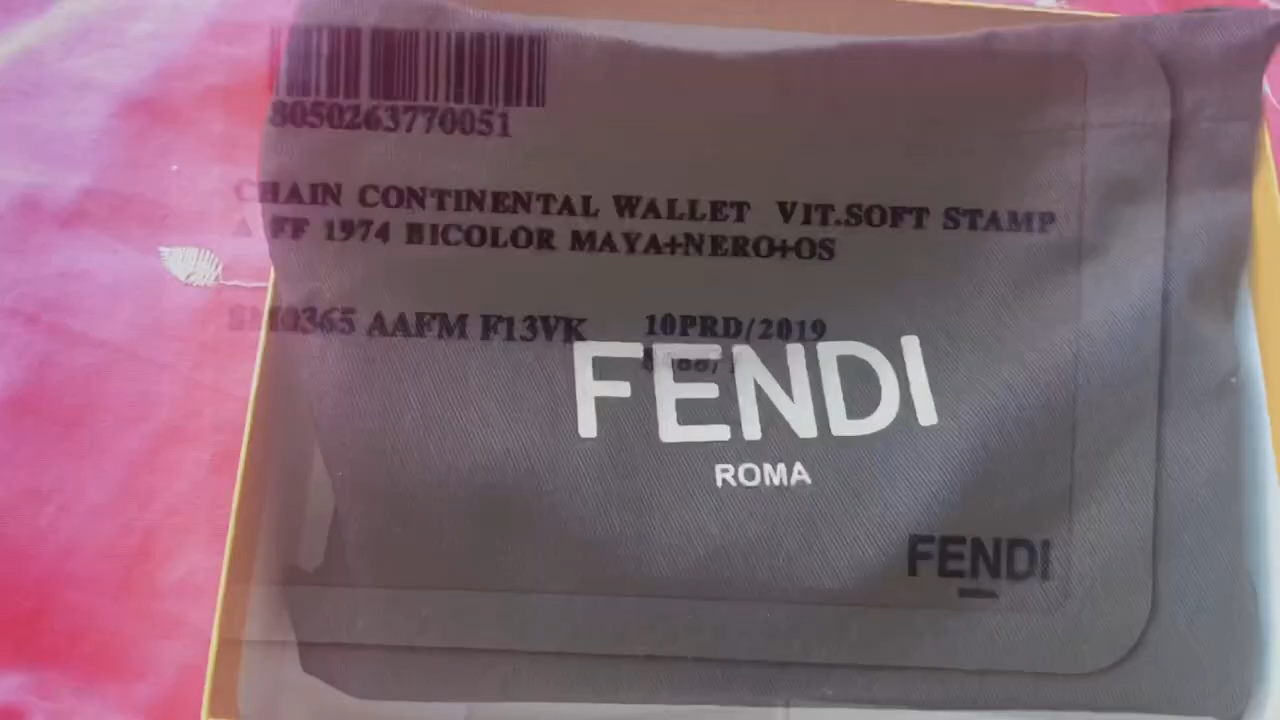 8050263770051
CHAIN CONTINENTAL WALLET VIT.SOFT STAMP
A FF 1974 BICOLOR MAYA+NERO+OS
AAFM F13VK 10PRD/2019
FENDI
ROMA
FENDI